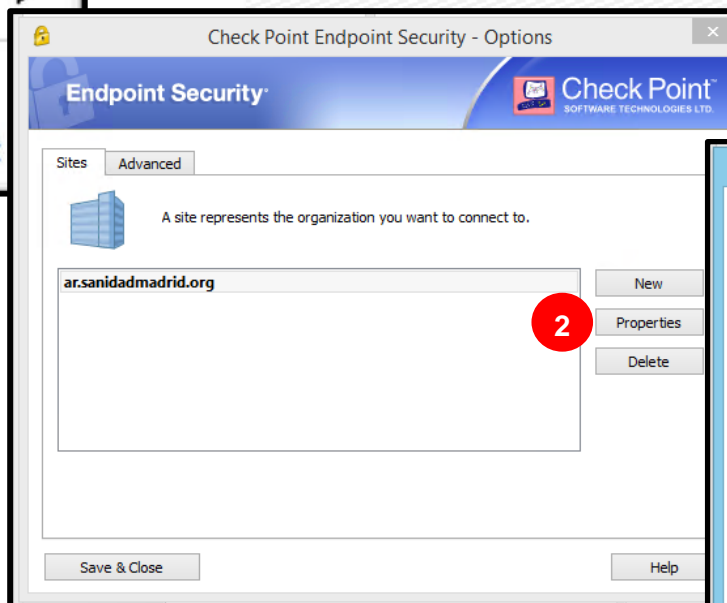 Check Point Endpoint Security - Options
Endpoint Security
Check Point™
SOFTWARE TECHNOLOGIES LTD.
Sites Advanced
A site represents the organization you want to connect to.
ar.sanidadmadrid.org
New
2 Properties
Delete
Save & Close Help